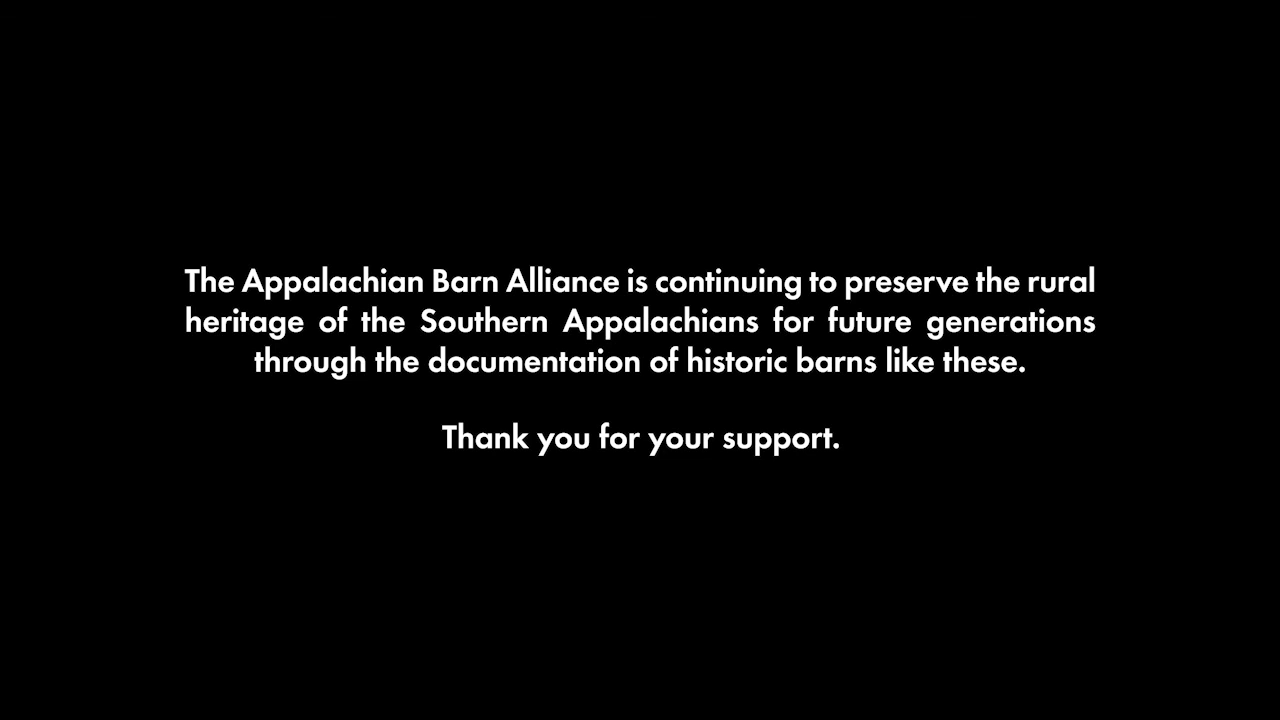 The Appalachian Barn Alliance is continuing to preserve the rural
heritage of the Southern Appalachians for future generations
through the documentation of historic barns like these.
Thank you for your support.